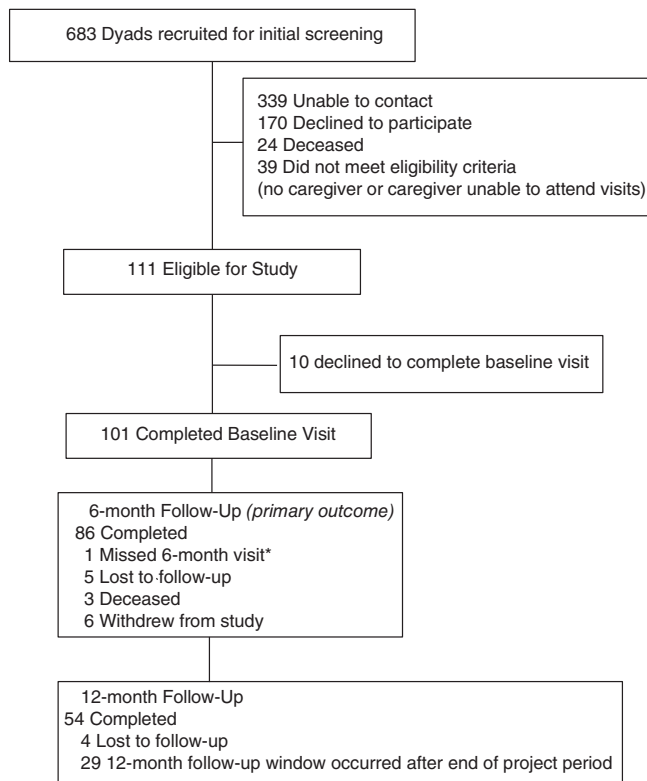 683 Dyads recruited for initial screening
339 Unable to contact
170 Declined to participate
24 Deceased
39 Did not meet eligibility criteria
(no caregiver or caregiver unable to attend visits)
111 Eligible for Study
10 declined to complete baseline visit
101 Completed Baseline Visit
6-month Follow-Up (primary outcome)
86 Completed
1 Missed 6-month visit*
5 Lost to follow-up
3 Deceased
6 Withdrew from study
12-month Follow-Up
54 Completed
4 Lost to follow-up
29 12-month follow-up window occurred after end of project period